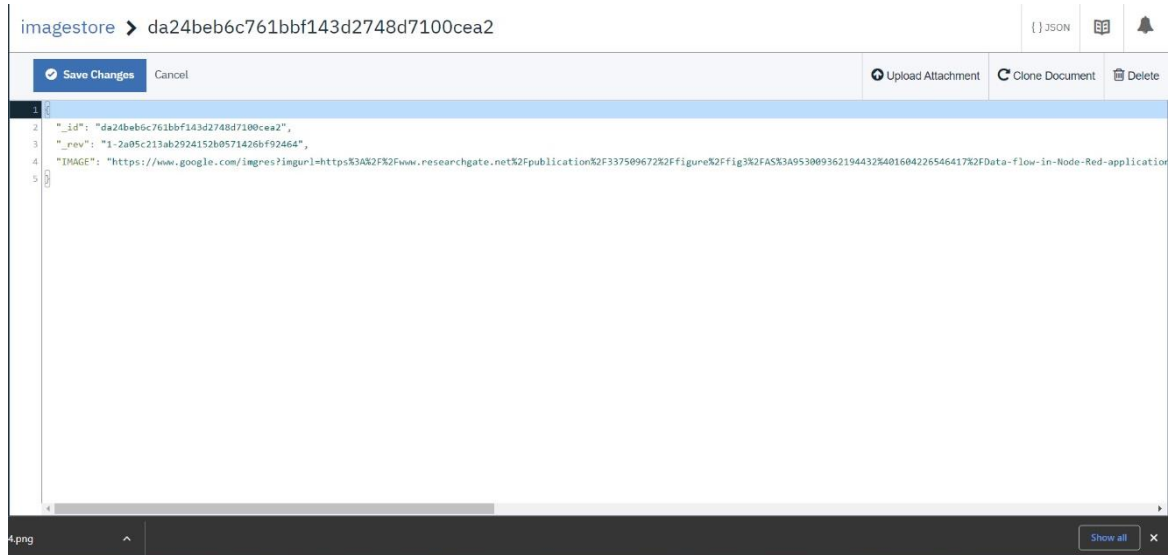 imagestore > da24beb6c761bbf143d2748d7100cea2
{ } JSON
Save Changes Cancel
Upload Attachment Clone Document Delete
1 {
2 "_id": "da24beb6c761bbf143d2748d7100cea2",
3 "_rev": "1-2a05c213ab2924152b0571426bf92464",
4 "IMAGE": "https://www.google.com/imgres?imgurl=https%3A%2F%2Fwww.researchgate.net%2Fpublication%2F337509672%2Ffigure%2Ffig3%2FAS%3A953009362194432%401604226546417%2FData-flow-in-Node-Red-application
5 }
4.png
Show all